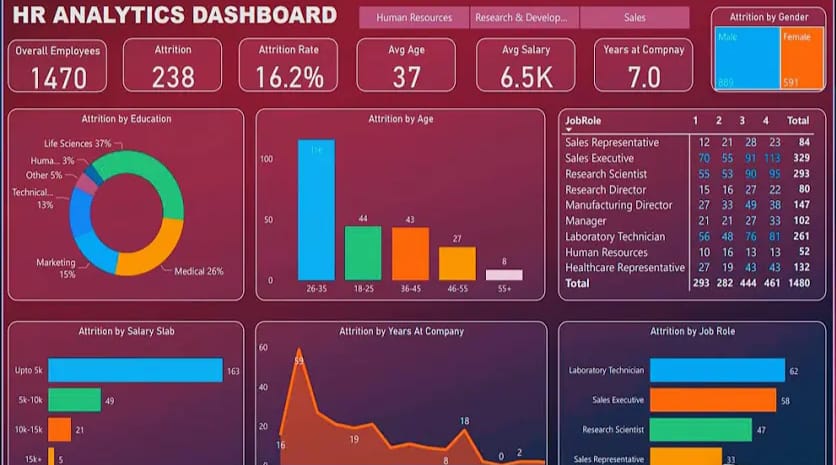 HR ANALYTICS DASHBOARD
Human Resources
Research & Develop...
Sales
Attrition by Gender
Male
Female
889
591
Overall Employees
1470
Attrition
238
Attrition Rate
16.2%
Avg Age
37
Avg Salary
6.5K
Years at Compnay
7.0
Attrition by Education
Life Sciences 37%
Huma... 3%
Other 5%
Technical...
13%
Marketing
15%
Medical 26%
Attrition by Age
100
50
0
116
44
43
27
8
26-35 18-25 36-45 46-55 55+
JobRole 1 2 3 4 Total
Sales Representative 12 21 28 23 84
Sales Executive 70 55 91 113 329
Research Scientist 55 53 90 95 293
Research Director 15 16 27 22 80
Manufacturing Director 27 33 49 38 147
Manager 21 21 27 33 102
Laboratory Technician 56 48 76 81 261
Human Resources 10 16 13 13 52
Healthcare Representative 27 19 43 43 132
Total 293 282 444 461 1480
Attrition by Salary Slab
Upto 5k 163
5k-10k 49
10k-15k 21
15k+ 5
Attrition by Years At Company
60
40
20
0
59
16
19
8
18
0
2
Attrition by Job Role
Laboratory Technician 62
Sales Executive 58
Research Scientist 47
Sales Representative 33